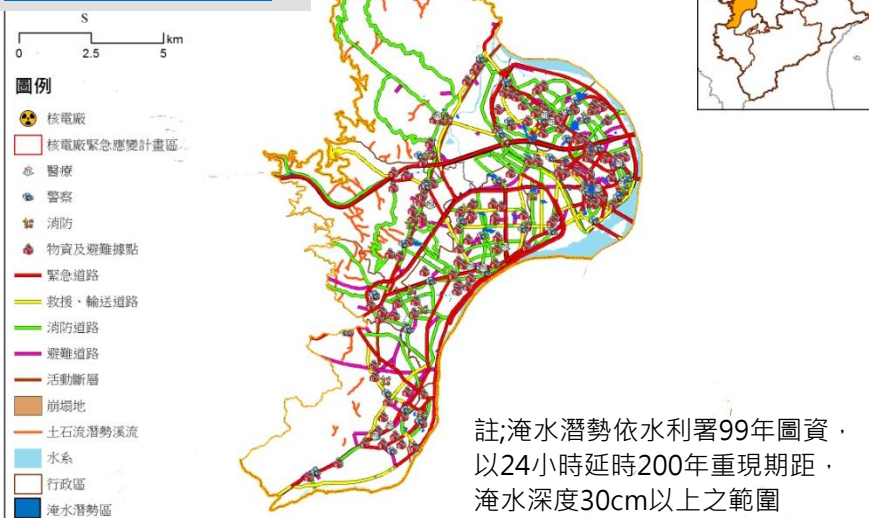 S
km
0 2.5 5
圖例
核電廠
核電廠緊急應變計畫區
醫療
警察
消防
物資及避難據點
緊急道路
救援、輸送道路
消防道路
避難道路
活動斷層
崩塌地
土石流潛勢溪流
水系
行政區
淹水潛勢區
註;淹水潛勢依水利署99年圖資，
以24小時延時200年重現期距，
淹水深度30cm以上之範圍